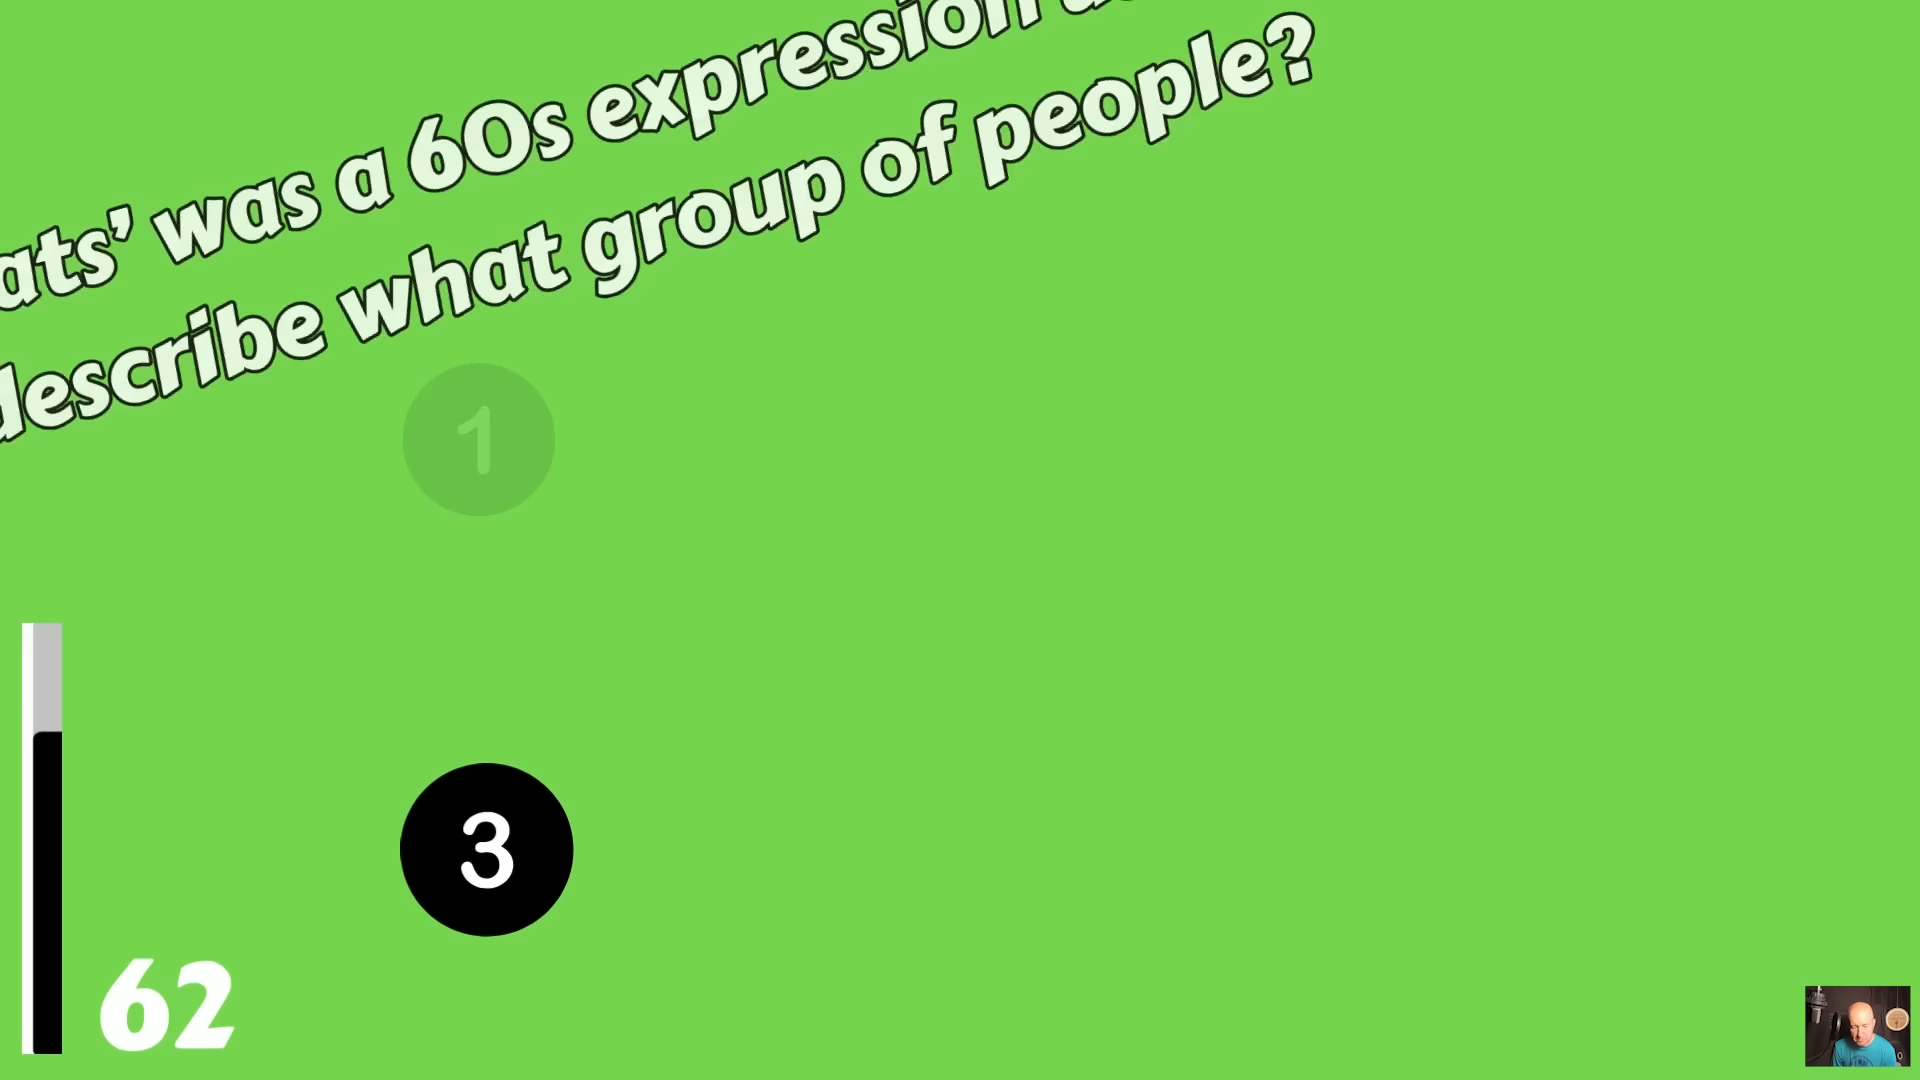 ats’ was a 60s expression
describe what group of people?
1
3
62